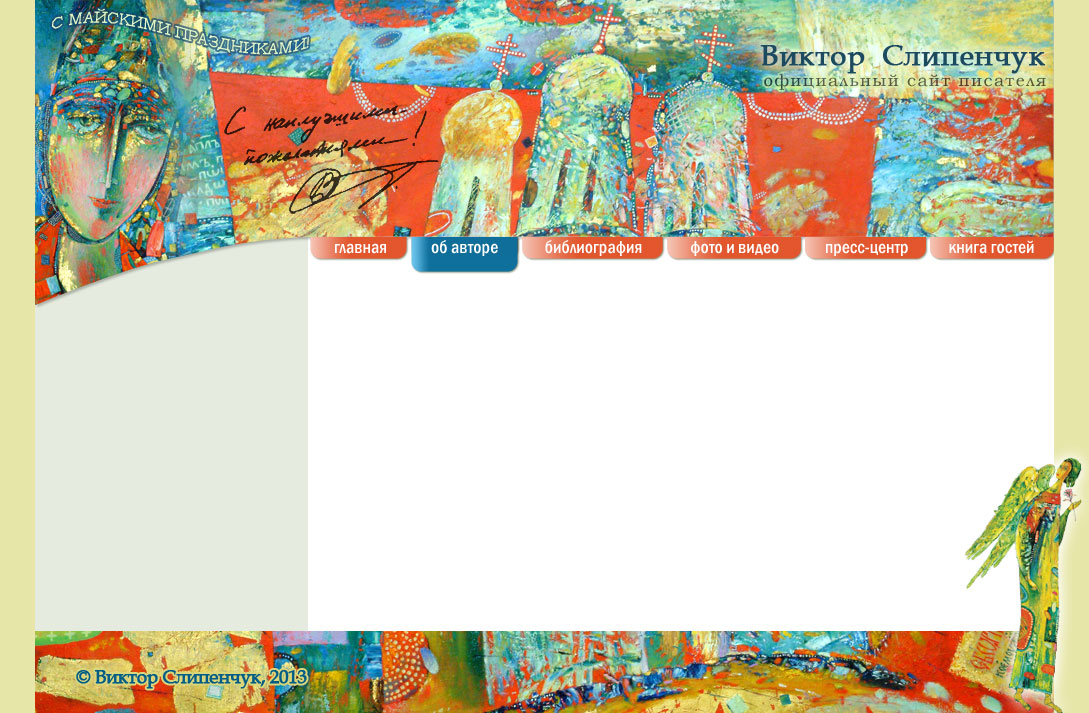 С МАЙСКИМИ ПРАЗДНИКАМИ!
Виктор Слипенчук
официальный сайт писателя
С наилучшими
пожеланиями!
главная
об авторе
библиография
фото и видео
пресс-центр
книга гостей
© Виктор Слипенчук, 2013